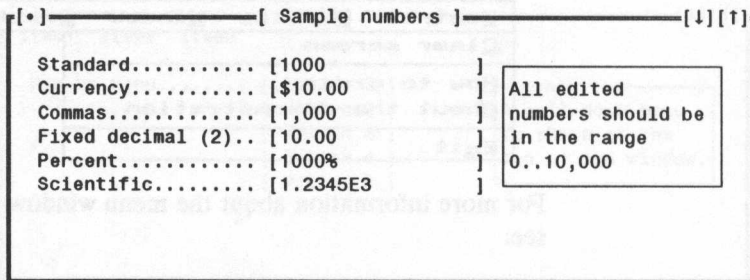 [•] [ Sample numbers ] [↓][↑]
Standard........... [1000 ]
Currency........... [$10.00 ]
Commas............. [1,000 ]
Fixed decimal (2).. [10.00 ]
Percent............ [1000% ]
Scientific......... [1.2345E3 ]
All edited
numbers should be
in the range
0..10,000
For more information about the menu window